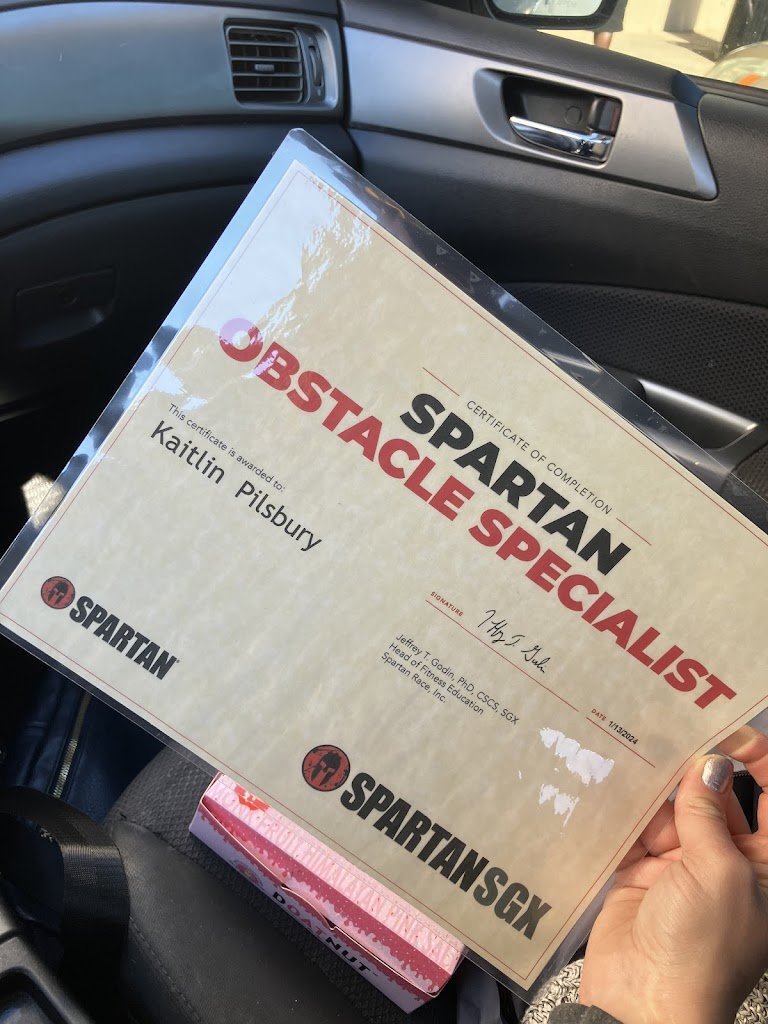 CERTIFICATE OF COMPLETION
SPARTAN
OBSTACLE SPECIALIST
This certificate is awarded to:
Kaitlin Pilsbury
SIGNATURE
DATE 1/13/2024
Jeffrey T. Godin, PhD, CSCS, SGX
Head of Fitness Education
Spartan Race, Inc.
SPARTAN
SPARTAN SGX
DOATNUT